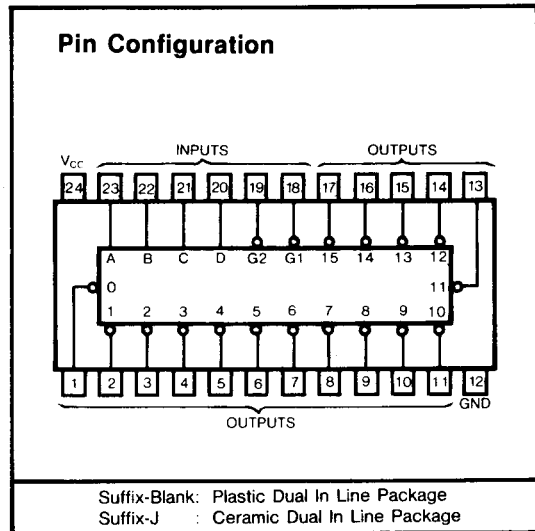 Pin Configuration
INPUTS OUTPUTS
VCC
24 23 22 21 20 19 18 17 16 15 14 13
A B C D G2 G1 15 14 13 12
0 11
1 2 3 4 5 6 7 8 9 10
1 2 3 4 5 6 7 8 9 10 11 12
OUTPUTS GND
Suffix-Blank: Plastic Dual In Line Package
Suffix-J : Ceramic Dual In Line Package